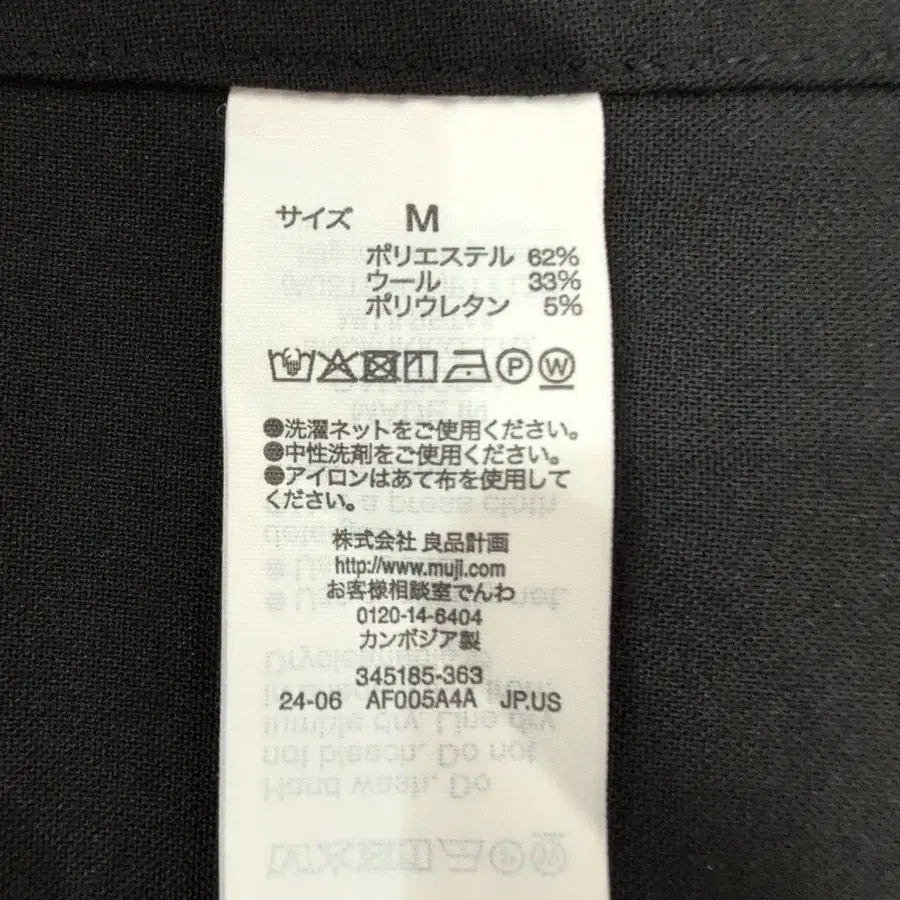 サイズ M
ポリエステル 62%
ウール 33%
ポリウレタン 5%
P W
●洗濯ネットをご使用ください。
●中性洗剤をご使用ください。
●アイロンはあて布を使用して
ください。
株式会社 良品計画
http://www.muji.com
お客様相談室でんわ
0120-14-6404
カンボジア製
345185-363
24-06 AF005A4A JP.US